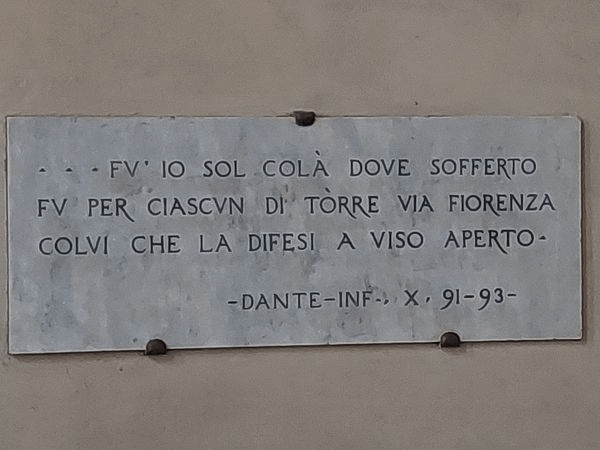 . . . FV' IO SOL COLÀ DOVE SOFFERTO
FV PER CIASCVN DI TÒRRE VIA FIORENZA
COLVI CHE LA DIFESI A VISO APERTO-
-DANTE-INF., X, 91-93-